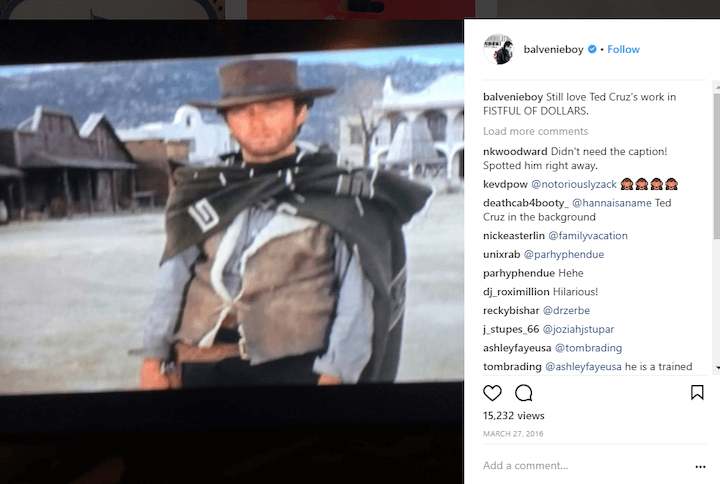 balvenieboy • Follow
balvenieboy Still love Ted Cruz's work in
FISTFUL OF DOLLARS.
Load more comments
nkwoodward Didn't need the caption!
Spotted him right away.
kevdpow @notoriouslyzack 🙊🙊🙊🙊
deathcab4booty_ @hannaisaname Ted
Cruz in the background
nickeasterlin @familyvacation
unixrab @parhyphendue
parhyphendue Hehe
dj_roximillion Hilarious!
reckybishar @drzerbe
j_stupes_66 @joziahjstupar
ashleyfayeusa @tombrading
tombrading @ashleyfayeusa he is a trained
15,232 views
MARCH 27, 2016
Add a comment...